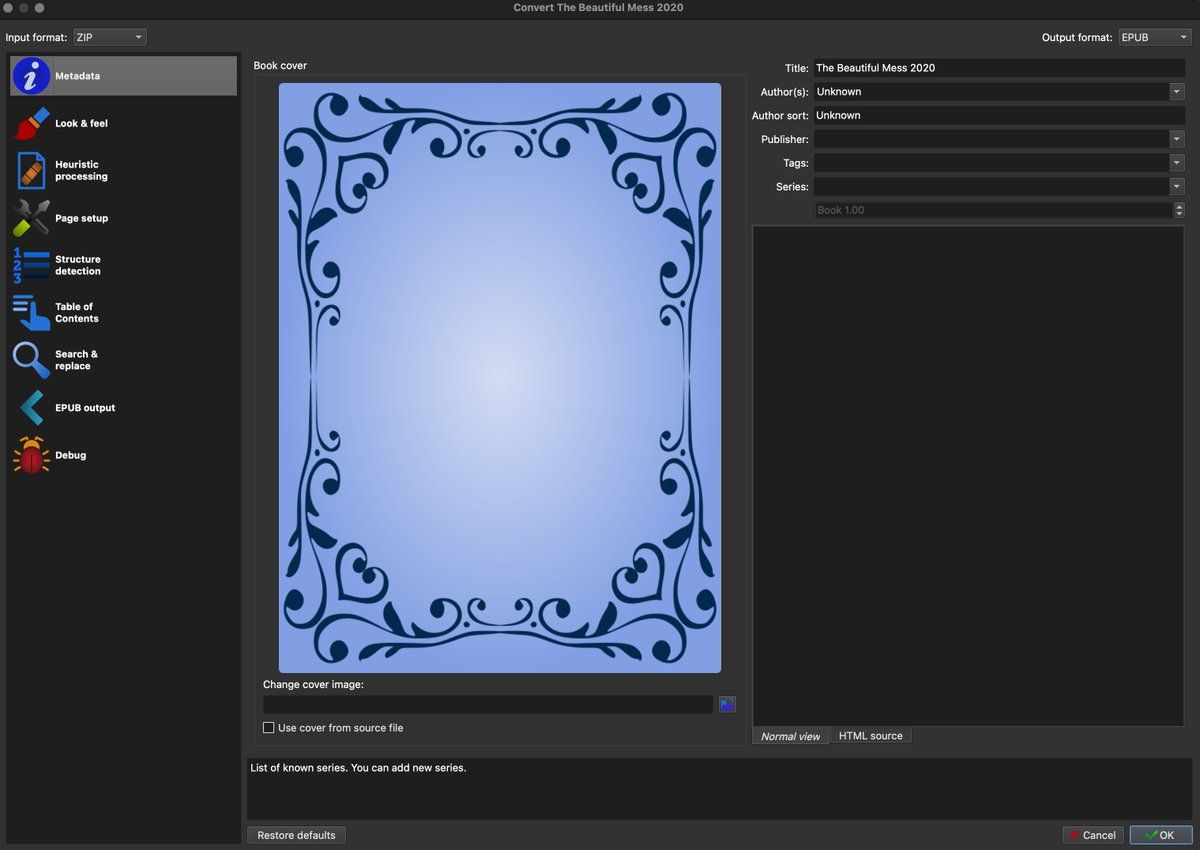 Convert The Beautiful Mess 2020
Input format: ZIP
Output format: EPUB
Metadata
Look & feel
Heuristic
processing
Page setup
1
2
3
Structure
detection
Table of
Contents
Search &
replace
EPUB output
Debug
Book cover
Change cover image:
Use cover from source file
Title: The Beautiful Mess 2020
Author(s): Unknown
Author sort: Unknown
Publisher:
Tags:
Series:
Book 1.00
Normal view HTML source
List of known series. You can add new series.
Restore defaults
Cancel OK